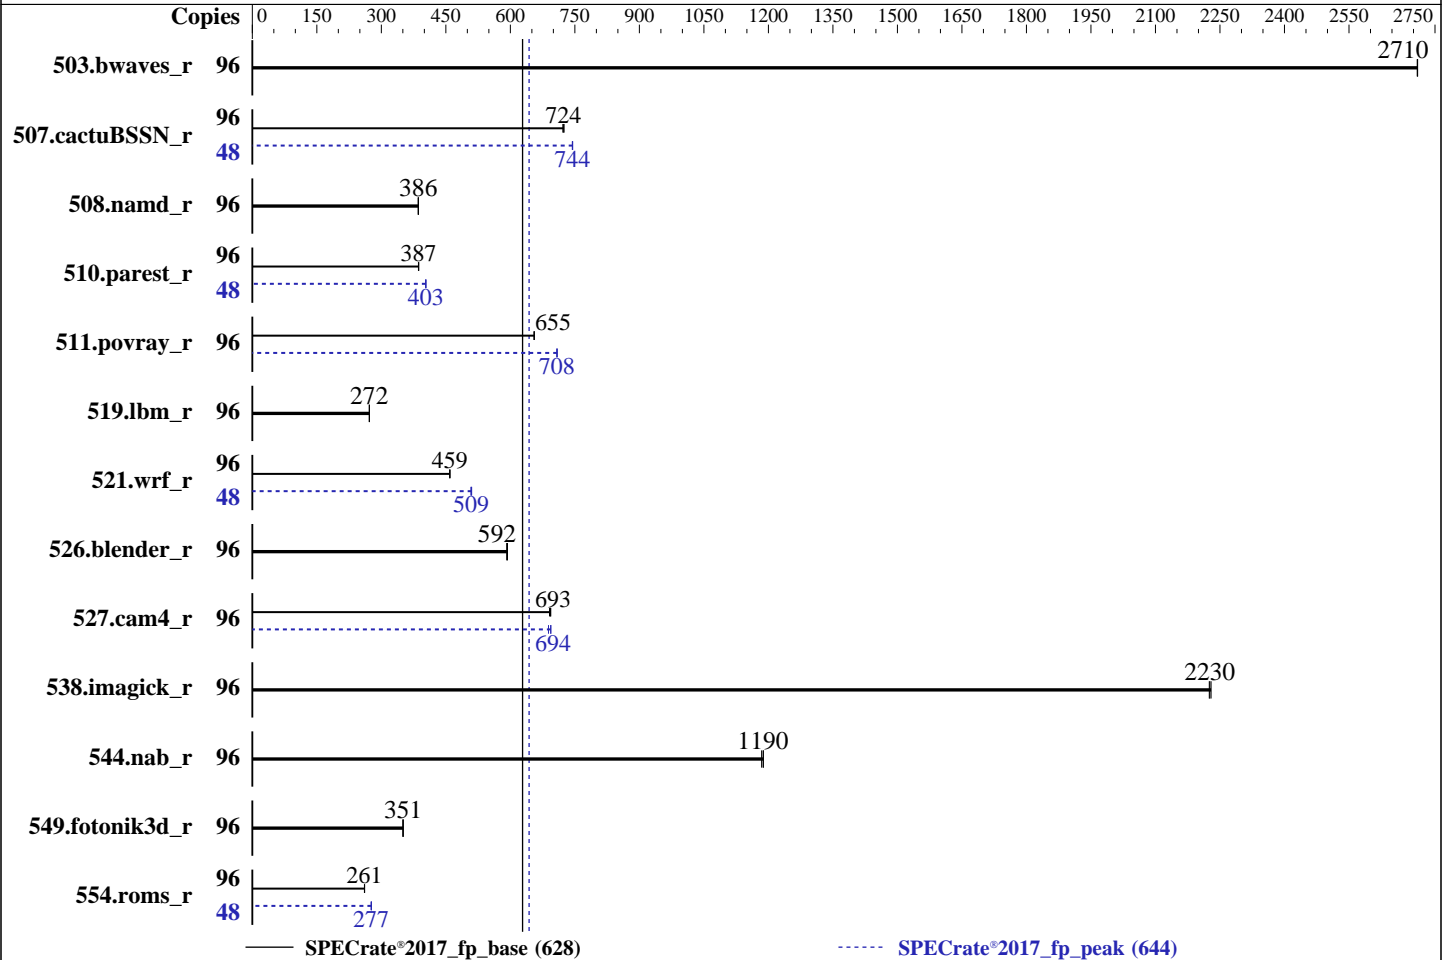 Copies 0 150 300 450 600 750 900 1050 1200 1350 1500 1650 1800 1950 2100 2250 2400 2550 2750
503.bwaves_r 96 2710
507.cactuBSSN_r 96 724
48 744
508.namd_r 96 386
510.parest_r 96 387
48 403
511.povray_r 96 655
708
519.lbm_r 96 272
521.wrf_r 96 459
48 509
526.blender_r 96 592
527.cam4_r 96 693
694
538.imagick_r 96 2230
544.nab_r 96 1190
549.fotonik3d_r 96 351
554.roms_r 96 261
48 277
SPECrate®2017_fp_base (628) SPECrate®2017_fp_peak (644)